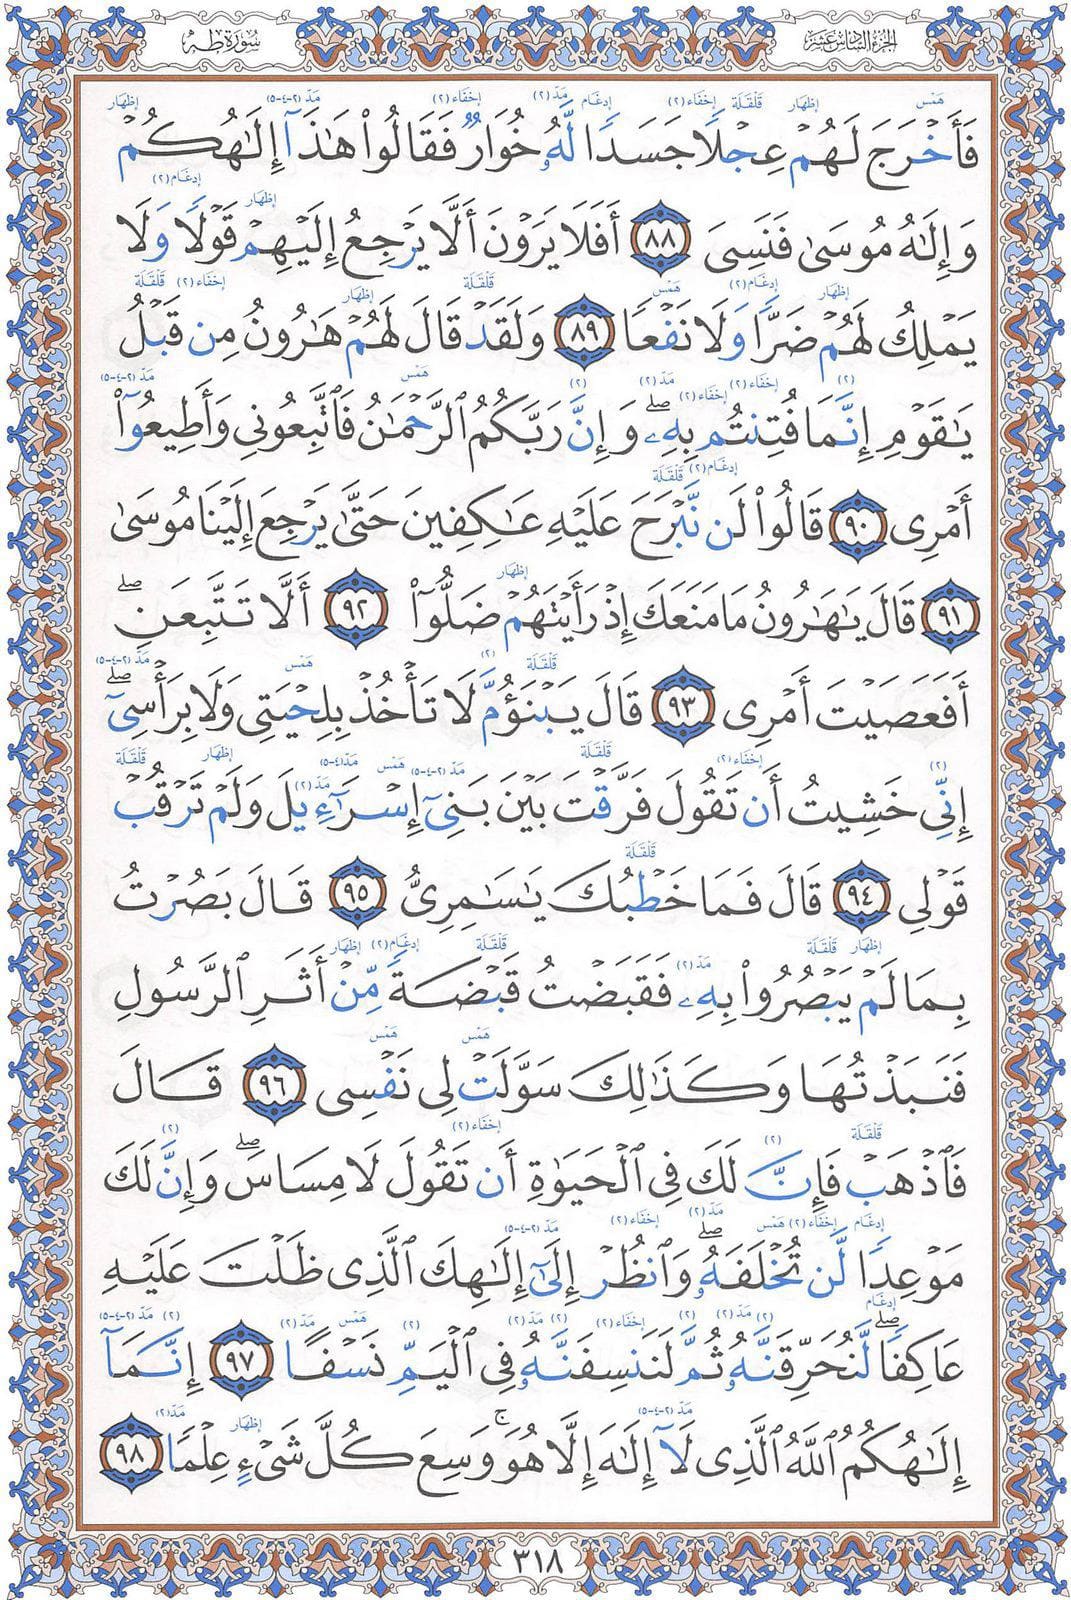 الجزء السادس عشر
سورة طه
فَأَخْرَجَ لَهُمْ عِجْلًا جَسَدًا لَّهُۥ خُوَارٌ فَقَالُوا۟ هَٰذَآ إِلَٰهُكُمْ
وَإِلَٰهُ مُوسَىٰ فَنَسِىَ ٨٨ أَفَلَا يَرَوْنَ أَلَّا يَرْجِعُ إِلَيْهِمْ قَوْلًا وَلَا
يَمْلِكُ لَهُمْ ضَرًّا وَلَا نَفْعًا ٨٩ وَلَقَدْ قَالَ لَهُمْ هَٰرُونُ مِن قَبْلُ
يَٰقَوْمِ إِنَّمَا فُتِنتُم بِهِۦ ۖ وَإِنَّ رَبَّكُمُ ٱلرَّحْمَٰنُ فَٱتَّبِعُونِى وَأَطِيعُوٓا۟
أَمْرِى ٩٠ قَالُوا۟ لَن نَّبْرَحَ عَلَيْهِ عَٰكِفِينَ حَتَّىٰ يَرْجِعَ إِلَيْنَا مُوسَىٰ
٩١ قَالَ يَٰهَٰرُونُ مَا مَنَعَكَ إِذْ رَأَيْتَهُمْ ضَلُّوٓا۟ ٩٢ أَلَّا تَتَّبِعَنِ ۖ
أَفَعَصَيْتَ أَمْرِى ٩٣ قَالَ يَبْنَؤُمَّ لَا تَأْخُذْ بِلِحْيَتِى وَلَا بِرَأْسِىٓ ۖ
إِنِّى خَشِيتُ أَن تَقُولَ فَرَّقْتَ بَيْنَ بَنِىٓ إِسْرَٰٓءِيلَ وَلَمْ تَرْقُبْ
قَوْلِى ٩٤ قَالَ فَمَا خَطْبُكَ يَٰسَٰمِرِىُّ ٩٥ قَالَ بَصُرْتُ
بِمَا لَمْ يَبْصُرُوا۟ بِهِۦ فَقَبَضْتُ قَبْضَةً مِّنْ أَثَرِ ٱلرَّسُولِ
فَنَبَذْتُهَا وَكَذَٰلِكَ سَوَّلَتْ لِى نَفْسِى ٩٦ قَالَ
فَٱذْهَبْ فَإِنَّ لَكَ فِى ٱلْحَيَوٰةِ أَن تَقُولَ لَا مِسَاسَ ۖ وَإِنَّ لَكَ
مَوْعِدًا لَّن تُخْلَفَهُۥ ۖ وَٱنظُرْ إِلَىٰٓ إِلَٰهِكَ ٱلَّذِى ظَلْتَ عَلَيْهِ
عَاكِفًا ۖ لَّنُحَرِّقَنَّهُۥ ثُمَّ لَنَنسِفَنَّهُۥ فِى ٱلْيَمِّ نَسْفًا ٩٧ إِنَّمَآ
إِلَٰهُكُمُ ٱللَّهُ ٱلَّذِى لَآ إِلَٰهَ إِلَّا هُوَ ۚ وَسِعَ كُلَّ شَىْءٍ عِلْمًا ٩٨
٣١٨